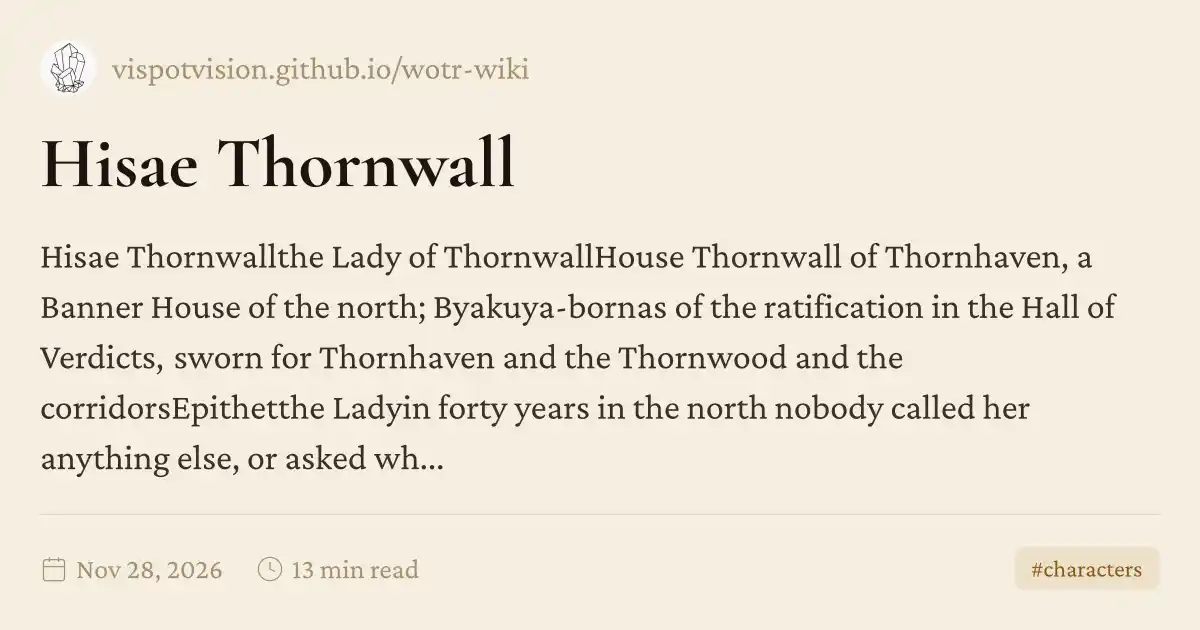 vispotvision.github.io/wotr-wiki
Hisae Thornwall
Hisae Thornwallthe Lady of ThornwallHouse Thornwall of Thornhaven, a
Banner House of the north; Byakuya-bornas of the ratification in the Hall of
Verdicts, sworn for Thornhaven and the Thornwood and the
corridorsEpithetthe Ladyin forty years in the north nobody called her
anything else, or asked wh...
Nov 28, 2026
13 min read
#characters